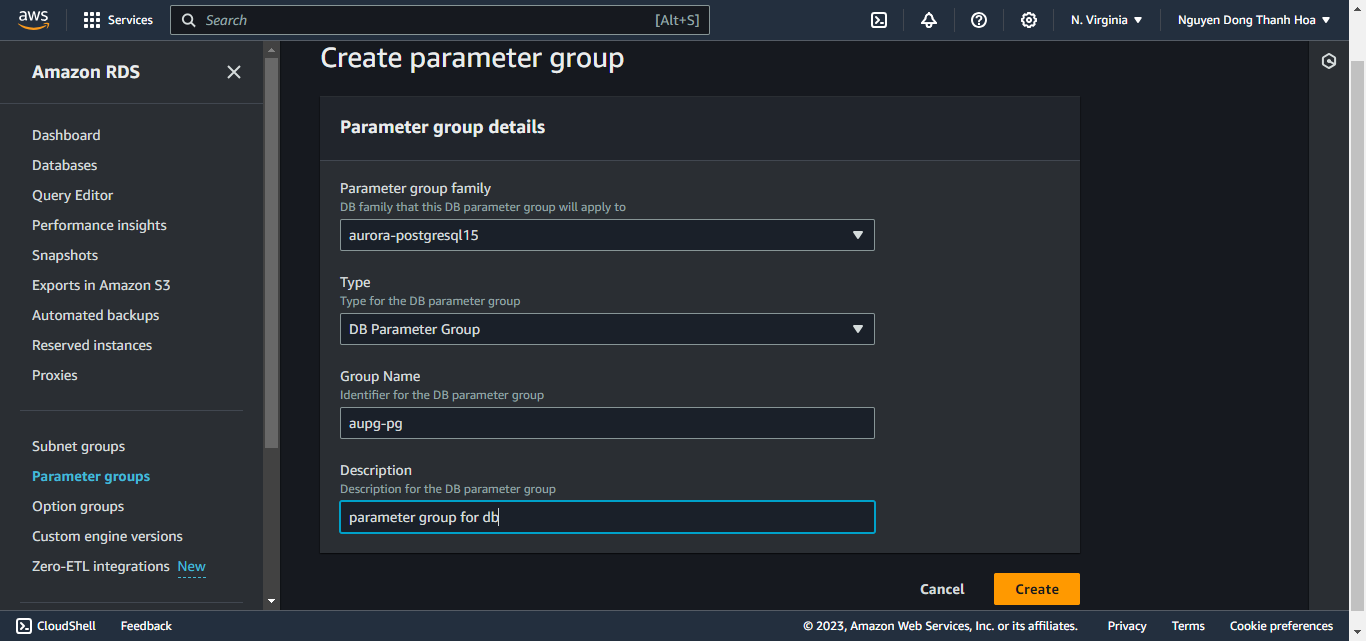 aws
Services
Search
[Alt+S]
N. Virginia
Nguyen Dong Thanh Hoa
Amazon RDS
Dashboard
Databases
Query Editor
Performance insights
Snapshots
Exports in Amazon S3
Automated backups
Reserved instances
Proxies
Subnet groups
Parameter groups
Option groups
Custom engine versions
Zero-ETL integrations New
Create parameter group
Parameter group details
Parameter group family
DB family that this DB parameter group will apply to
aurora-postgresql15
Type
Type for the DB parameter group
DB Parameter Group
Group Name
Identifier for the DB parameter group
aupg-pg
Description
Description for the DB parameter group
parameter group for db
Cancel
Create
CloudShell
Feedback
© 2023, Amazon Web Services, Inc. or its affiliates.
Privacy
Terms
Cookie preferences